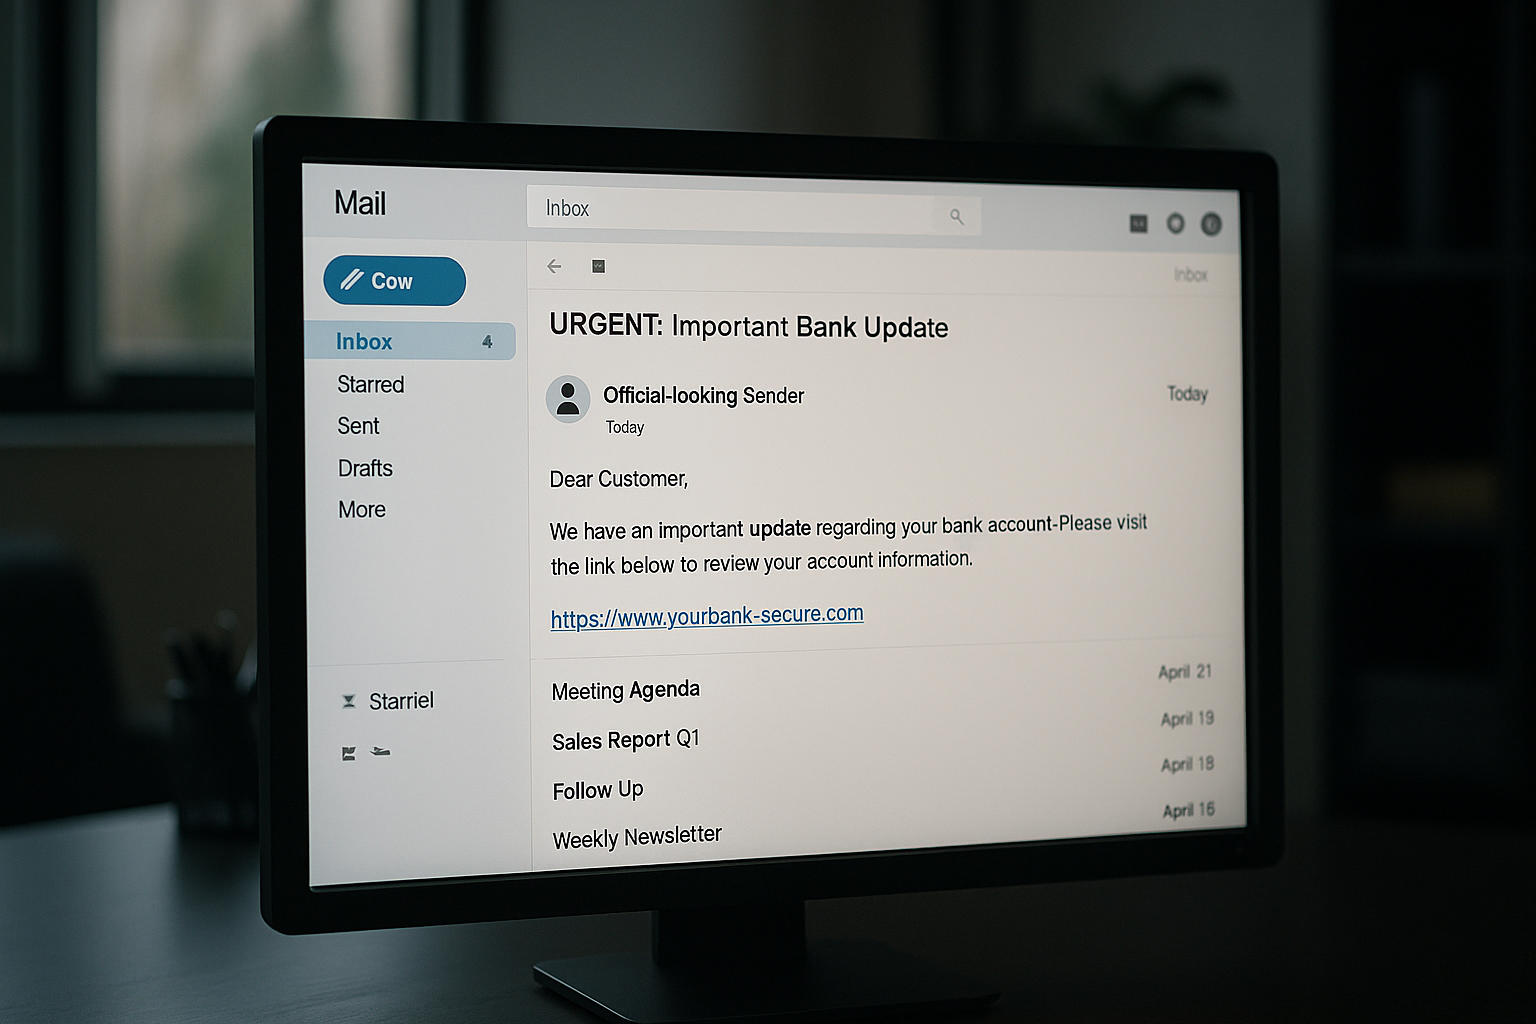 Mail
Inbox
Cow
Inbox 4
Starred
Sent
Drafts
More
Starriel
Inbox
URGENT: Important Bank Update
Official-looking Sender
Today
Today
Dear Customer,
We have an important update regarding your bank account-Please visit
the link below to review your account information.
https://www.yourbank-secure.com
Meeting Agenda April 21
Sales Report Q1 April 19
Follow Up April 18
Weekly Newsletter April 16